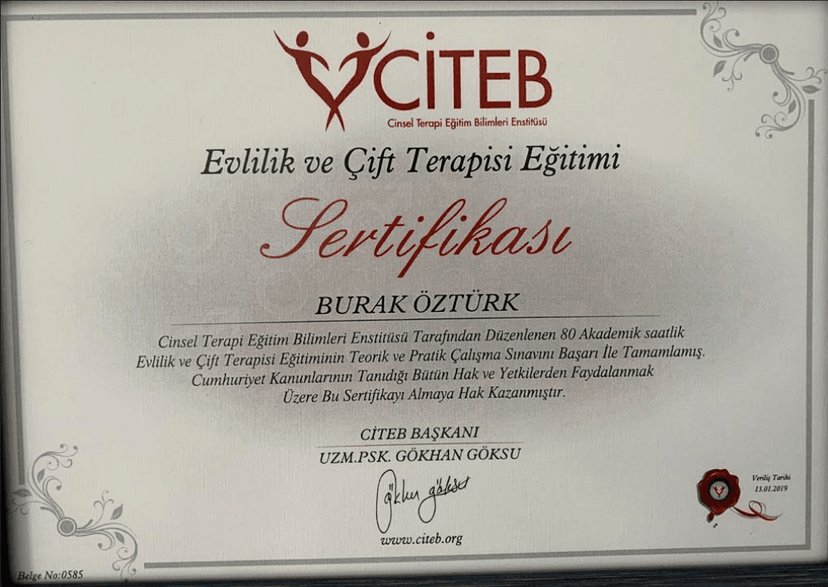 CİTEB
Cinsel Terapi Eğitim Bilimleri Enstitüsü
Evlilik ve Çift Terapisi Eğitimi
Sertifikası
BURAK ÖZTÜRK
Cinsel Terapi Eğitim Bilimleri Enstitüsü Tarafından Düzenlenen 80 Akademik saatlik
Evlilik ve Çift Terapisi Eğitiminin Teorik ve Pratik Çalışma Sınavını Başarı İle Tamamlamış.
Cumhuriyet Kanunlarının Tanıdığı Bütün Hak ve Yetkilerden Faydalanmak
Üzere Bu Sertifikayı Almaya Hak Kazanmıştır.
CİTEB BAŞKANI
UZM.PSK. GÖKHAN GÖKSU
Gökhan göksu
www.citeb.org
Veriliş Tarihi
13.01.2019
Belge No:0585